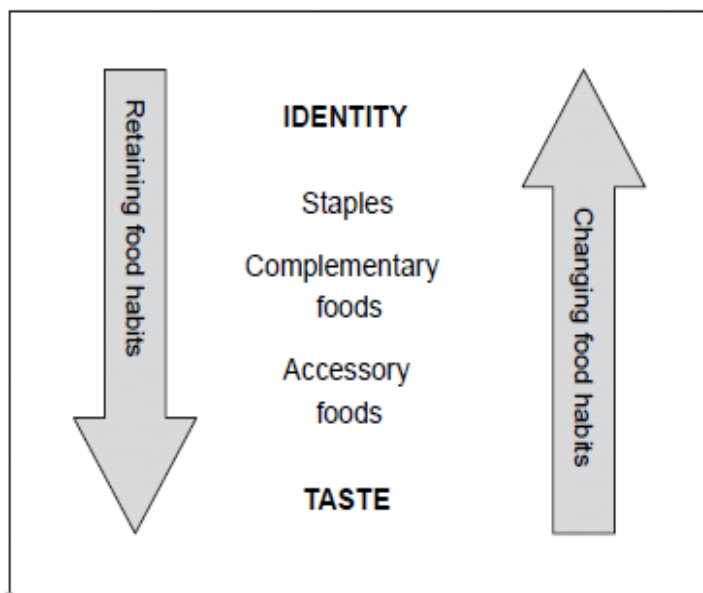 Retaining food habits
IDENTITY
Staples
Complementary
foods
Accessory
foods
TASTE
Changing food habits